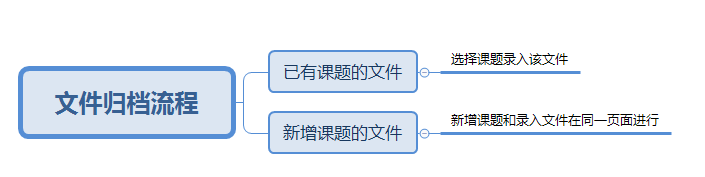 文件归档流程
已有课题的文件
选择课题录入该文件
新增课题的文件
新增课题和录入文件在同一页面进行